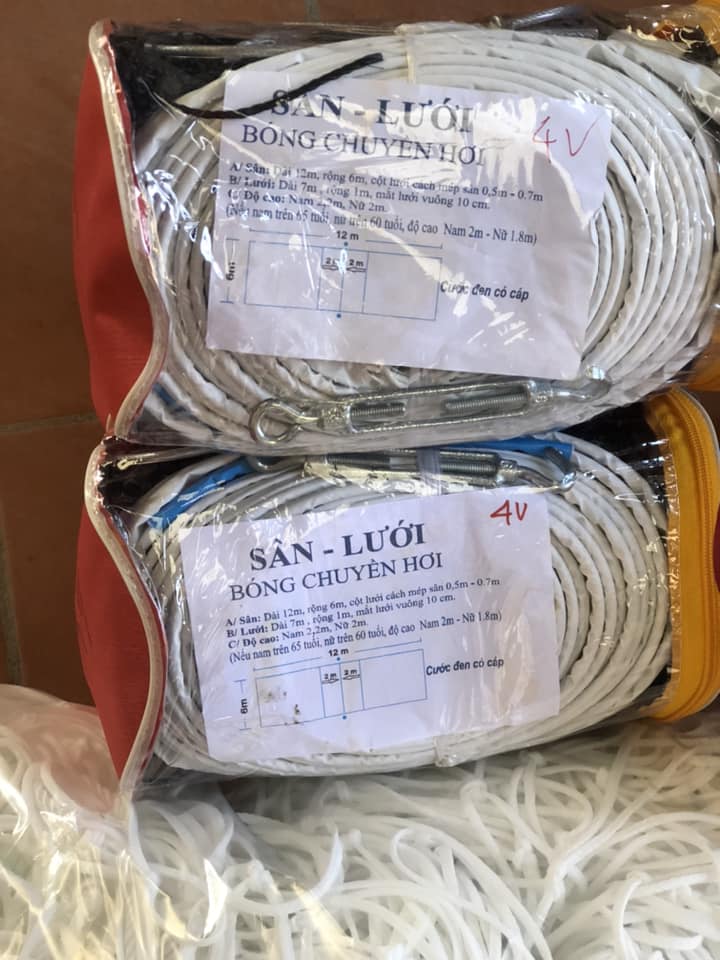 SÂN - LƯỚI
4V
BÓNG CHUYỀN HƠI
A/ Sân: Dài 12m, rộng 6m, cột lưới cách mép sân 0,5m - 0.7m
B/ Lưới: Dài 7m , rộng 1m, mắt lưới vuông 10 cm.
C/ Độ cao: Nam 2,2m, Nữ 2m.
(Nếu nam trên 65 tuổi, nữ trên 60 tuổi, độ cao Nam 2m - Nữ 1.8m)
12 m
6m
2 m
Cước đen có cáp
4V
SÂN - LƯỚI
BÓNG CHUYỀN HƠI
A/ Sân: Dài 12m, rộng 6m, cột lưới cách mép sân 0,5m - 0.7m
B/ Lưới: Dài 7m , rộng 1m, mắt lưới vuông 10 cm.
C/ Độ cao: Nam 2,2m, Nữ 2m.
(Nếu nam trên 65 tuổi, nữ trên 60 tuổi, độ cao Nam 2m - Nữ 1.8m)
12 m
6m
2 m 2 m
Cước đen có cáp